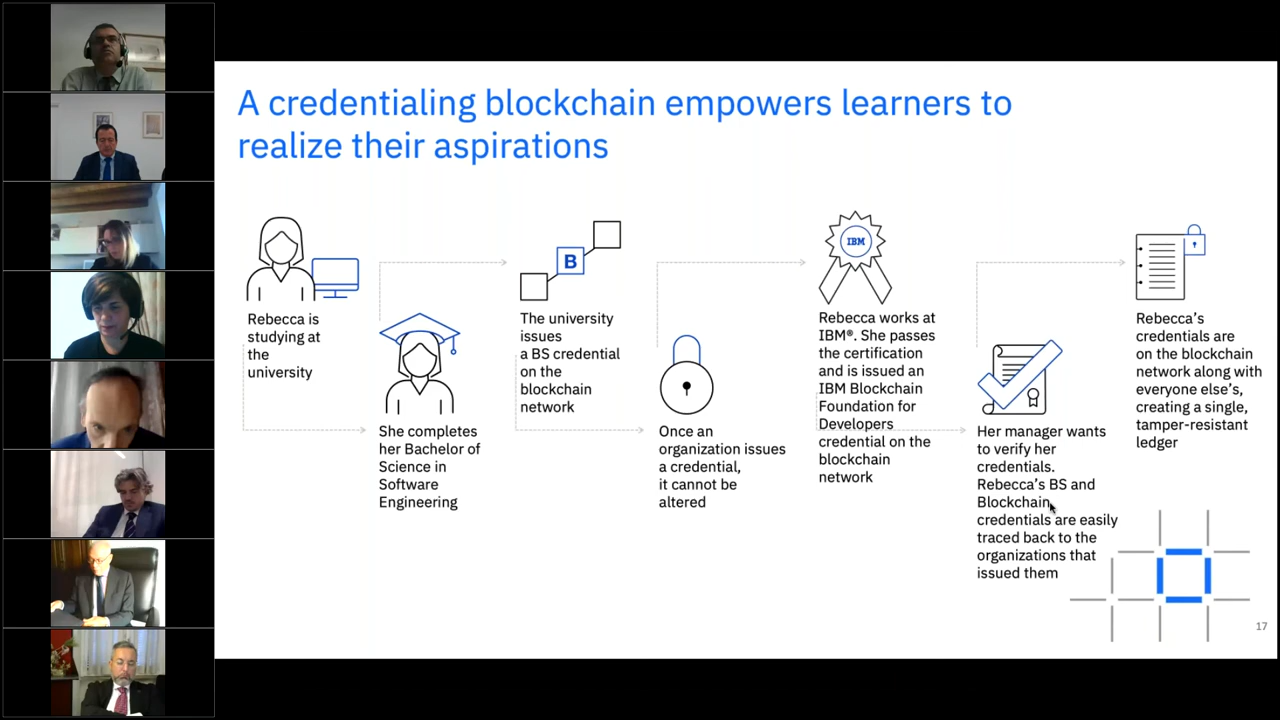 A credentialing blockchain empowers learners to
realize their aspirations
Rebecca is
studying at
the
university
She completes
her Bachelor of
Science in
Software
Engineering
B
The university
issues
a BS credential
on the
blockchain
network
Once an
organization issues
a credential,
it cannot be
altered
IBM
Rebecca works at
IBM®. She passes
the certification
and is issued an
IBM Blockchain
Foundation for
Developers
credential on the
blockchain
network
Her manager wants
to verify her
credentials.
Rebecca’s BS and
Blockchain
credentials are easily
traced back to the
organizations that
issued them
Rebecca’s
credentials are
on the blockchain
network along with
everyone else’s,
creating a single,
tamper-resistant
ledger
17